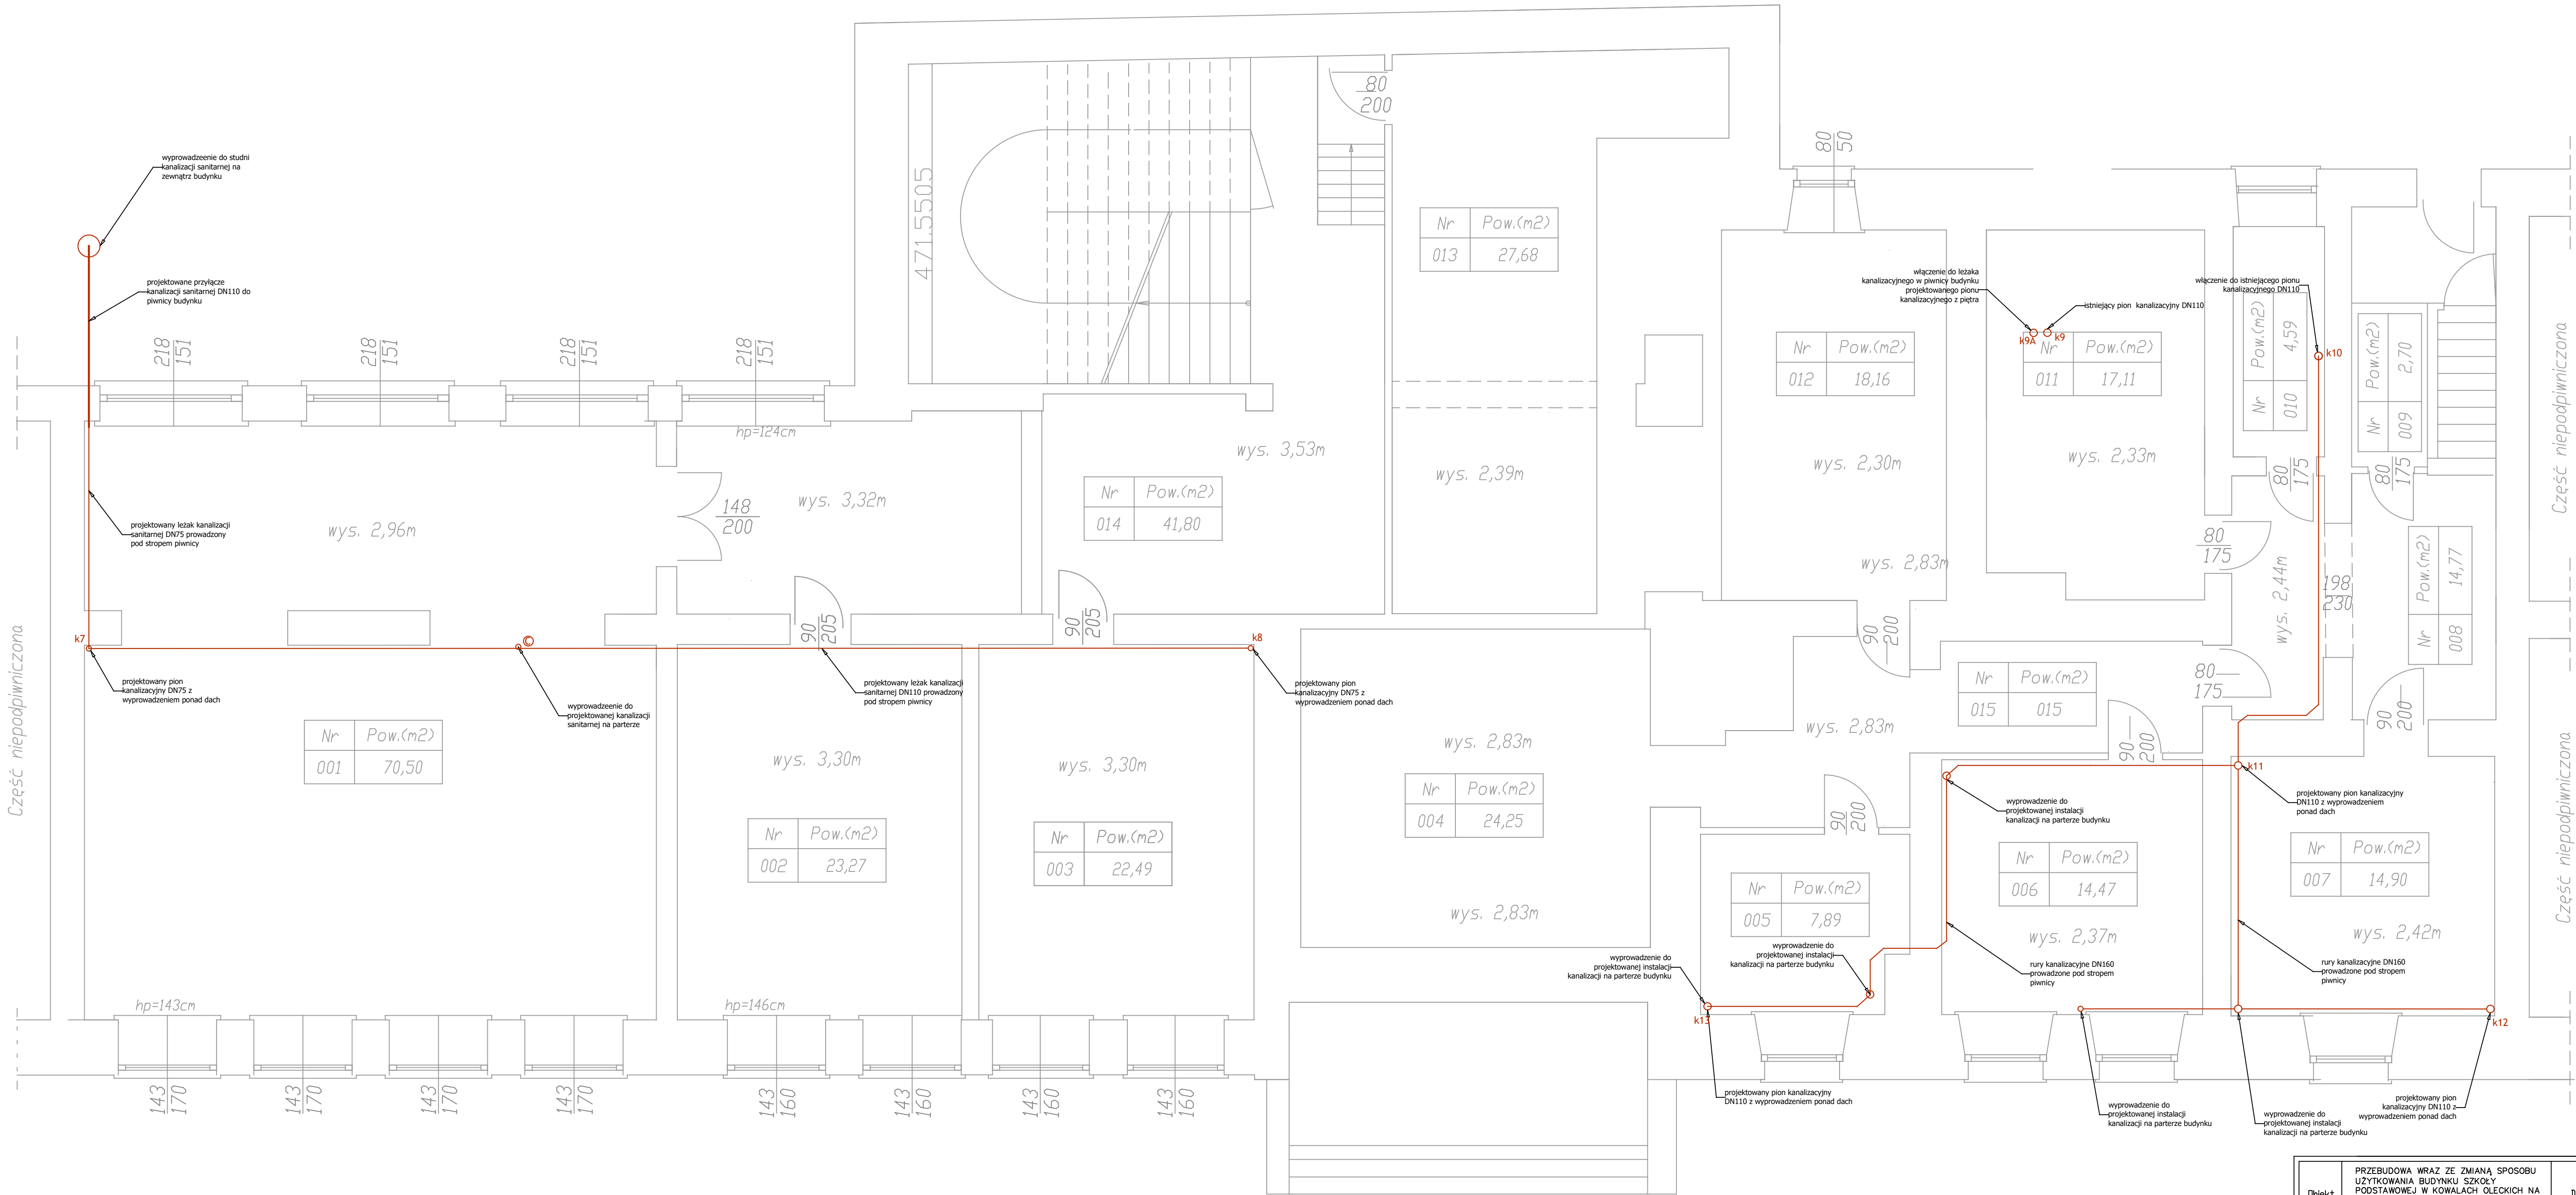 wyprowadzeenie do studni
kanalizacji sanitarnej na
zewnątrz budynku
projektowane przyłącze
kanalizacji sanitarnej DN110 do
piwnicy budynku
218
151
218
151
218
151
218
151
hp=124cm
471.5505
80
200
Nr Pow.(m2)
013 27,68
80
50
włączenie do leżaka
kanalizacyjnego w piwnicy budynku
projektowanego pionu
kanalizacyjnego z piętra
istniejący pion kanalizacyjny DN110
k9A
k9
włączenie do istniejącego pionu
kanalizacyjnego DN110
k10
Nr Pow.(m2)
012 18,16
Nr Pow.(m2)
011 17,11
Nr Pow.(m2)
010 4,59
Nr Pow.(m2)
009 2,70
Część niepodpiwniczona
projektowany leżak kanalizacji
sanitarnej DN75 prowadzony
pod stropem piwnicy
wys. 2,96m
148
200
wys. 3,32m
Nr Pow.(m2)
014 41,80
wys. 3,53m
wys. 2,39m
wys. 2,30m
wys. 2,33m
wys. 2,83m
80
175
80
175
80
175
wys. 2,44m
198
230
Nr Pow.(m2)
008 14,77
Część niepodpiwniczona
k7
©
90
205
90
205
k8
90
200
80
175
90
200
projektowany pion
kanalizacyjny DN75 z
wyprowadzeniem ponad dach
wyprowadzeenie do
projektowanej kanalizacji
sanitarnej na parterze
projektowany leżak kanalizacji
sanitarnej DN110 prowadzony
pod stropem piwnicy
projektowany pion
kanalizacyjny DN75 z
wyprowadzeniem ponad dach
Nr Pow.(m2)
001 70,50
wys. 3,30m
wys. 3,30m
wys. 2,83m
wys. 2,83m
Nr Pow.(m2)
015 015
90
200
k11
Nr Pow.(m2)
002 23,27
Nr Pow.(m2)
003 22,49
Nr Pow.(m2)
004 24,25
90
200
wyprowadzenie do
projektowanej instalacji
kanalizacji na parterze budynku
projektowany pion kanalizacyjny
DN110 z wyprowadzeniem
ponad dach
Nr Pow.(m2)
005 7,89
Nr Pow.(m2)
006 14,47
Nr Pow.(m2)
007 14,90
wys. 2,83m
wys. 2,37m
wys. 2,42m
wyprowadzenie do
projektowanej instalacji
kanalizacji na parterze budynku
wyprowadzenie do
projektowanej instalacji
kanalizacji na parterze budynku
rury kanalizacyjne DN160
prowadzone pod stropem
piwnicy
rury kanalizacyjne DN160
prowadzone pod stropem
piwnicy
Część niepodpiwniczona
hp=143cm
hp=146cm
k13
k12
143
170
143
170
143
170
143
170
143
160
143
160
143
160
143
160
projektowany pion kanalizacyjny
DN110 z wyprowadzeniem ponad dach
wyprowadzenie do
projektowanej instalacji
kanalizacji na parterze budynku
wyprowadzenie do
projektowanej instalacji
kanalizacji na parterze budynku
projektowany pion
kanalizacyjny DN110 z
wyprowadzeniem ponad dach
PRZEBUDOWA WRAZ ZE ZMIANĄ SPOSOBU
UŻYTKOWANIA BUDYNKU SZKOŁY
PODSTAWOWEJ W KOWALACH OLECKICH NA